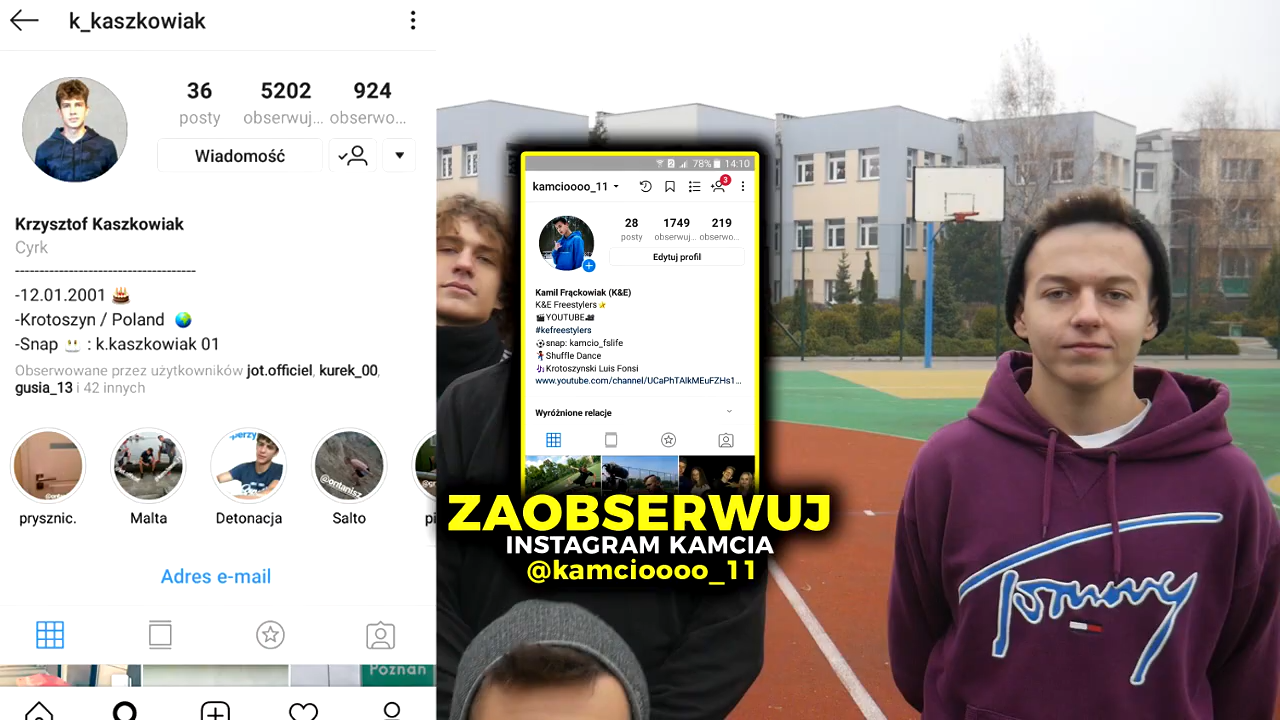 k_kaszkowiak
36 5202 924
posty obserwuj... obserwo...
Wiadomość
Krzysztof Kaszkowiak
Cyrk
-------------------------------------
-12.01.2001 🎂
-Krotoszyn / Poland 🌍
-Snap : k.kaszkowiak 01
Obserwowane przez użytkowników jot.officiel, kurek_00,
gusia_13 i 42 innych
prysznic. Malta Detonacja Salto
Adres e-mail
Poznań
78% 14:10
kamcioooo_11
3
28 1749 219
posty obserwuj... obserwo...
Edytuj profil
Kamil Frąckowiak (K&E)
K&E Freestylers⭐
🎬YOUTUBE🎥
#kefreestylers
⚽snap: kamcio_fslife
Shuffle Dance
🎶Krotoszynski Luis Fonsi
www.youtube.com/channel/UCaPhTAlkMEuFZHs1...
Wyróżnione relacje
ZAOBSERWUJ
INSTAGRAM KAMCIA
@kamcioooo_11
Tommy